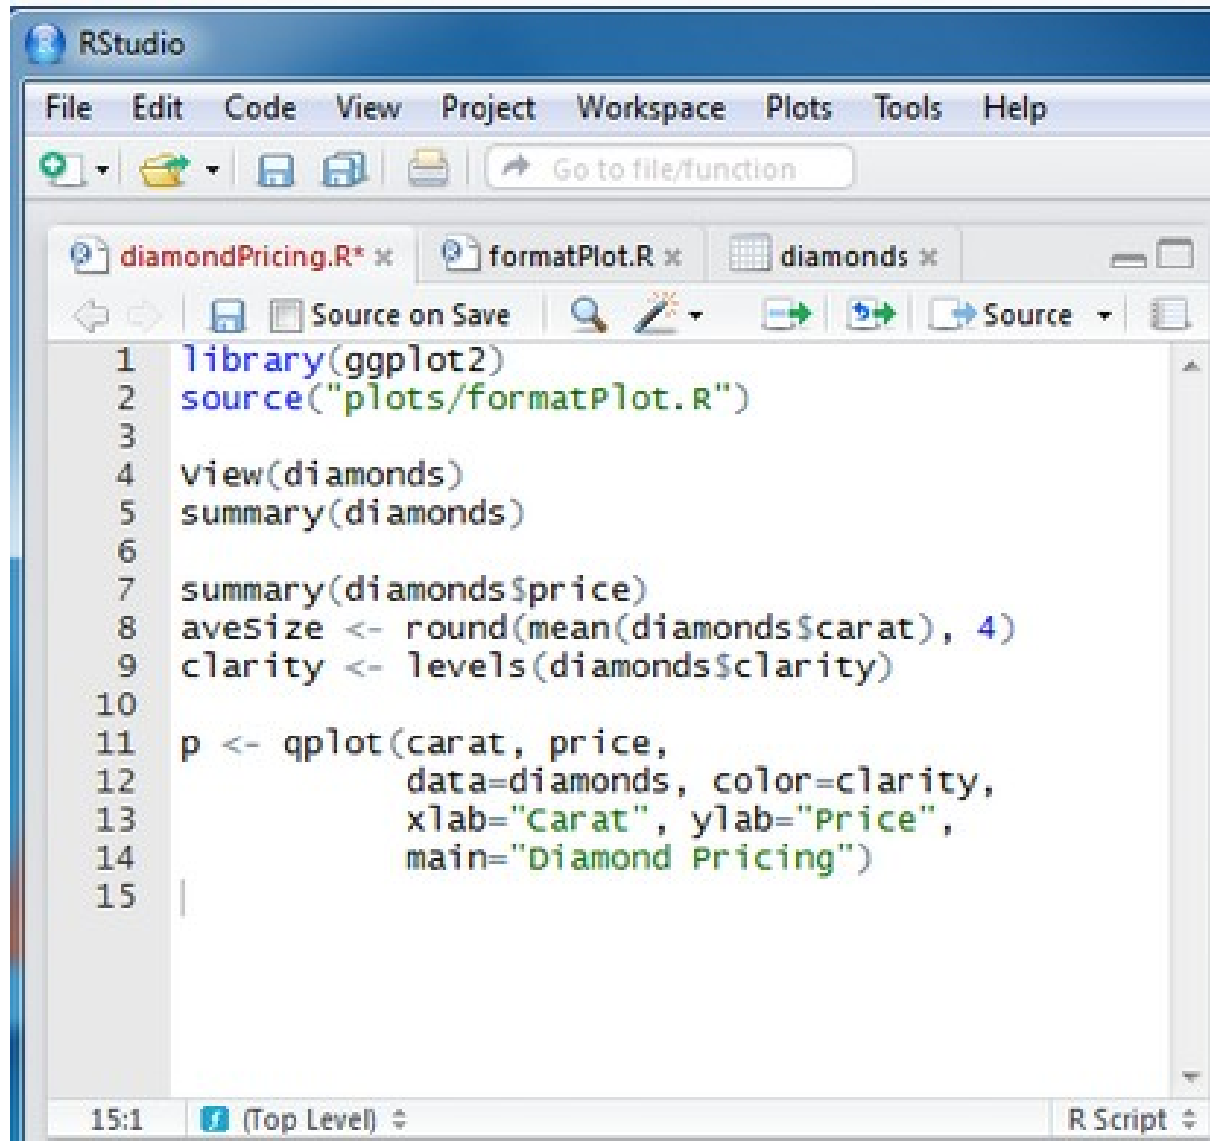 RStudio
File Edit Code View Project Workspace Plots Tools Help
Go to file/function
diamondPricing.R* formatPlot.R diamonds
Source on Save Source
1 library(ggplot2)
2 source("plots/formatPlot.R")
3
4 View(diamonds)
5 summary(diamonds)
6
7 summary(diamonds$price)
8 aveSize <- round(mean(diamonds$carat), 4)
9 clarity <- levels(diamonds$clarity)
10
11 p <- qplot(carat, price,
12 data=diamonds, color=clarity,
13 xlab="Carat", ylab="Price",
14 main="Diamond Pricing")
15
15:1 (Top Level) R Script